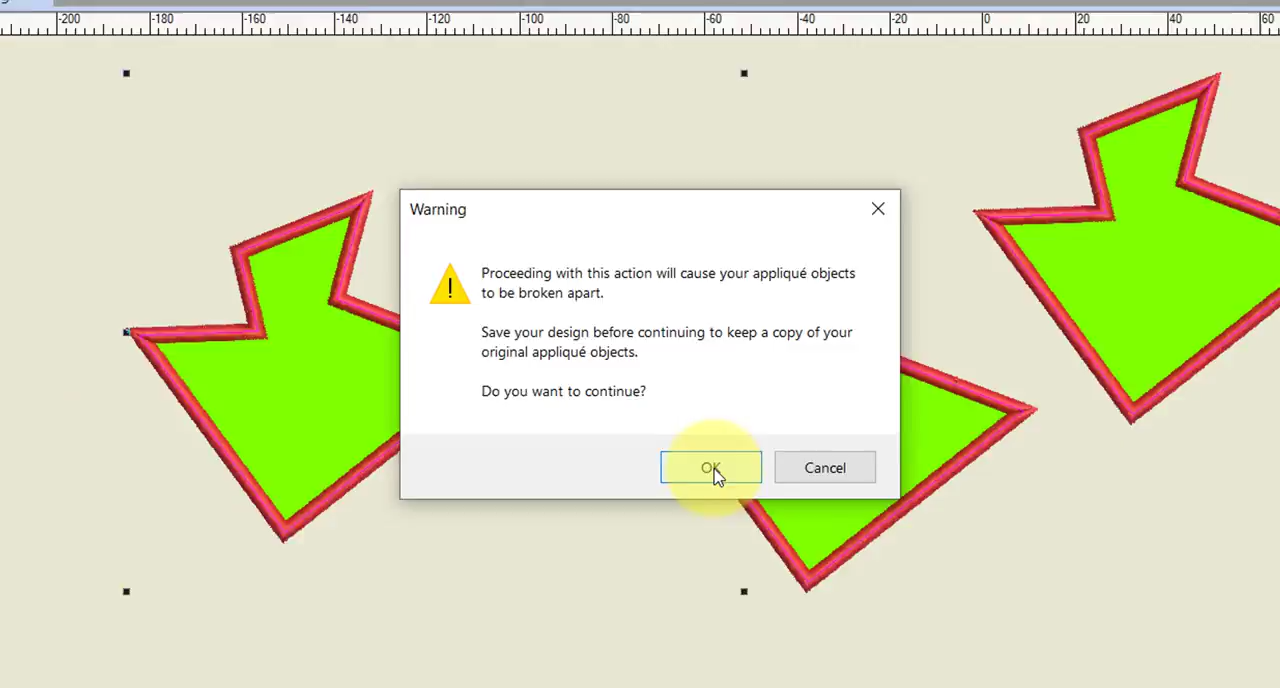 -200 -180 -160 -140 -120 -100 -80 -60 -40 -20 0 20 40 60
Warning
Proceeding with this action will cause your appliqué objects
to be broken apart.
Save your design before continuing to keep a copy of your
original appliqué objects.
Do you want to continue?
OK Cancel